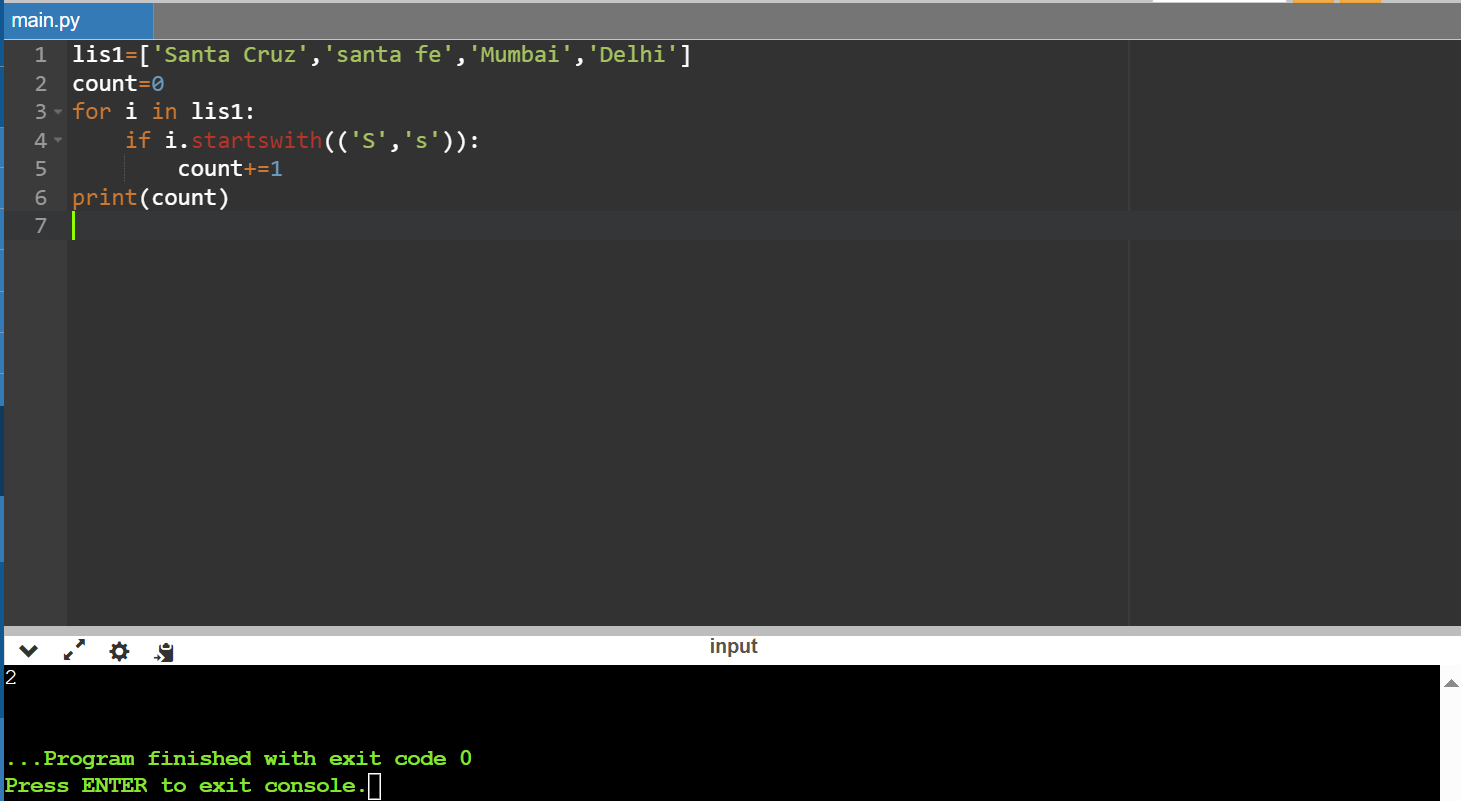 main.py
1 lis1=['Santa Cruz','santa fe','Mumbai','Delhi']
2 count=0
3 for i in lis1:
4     if i.startswith(('S','s')):
5         count+=1
6 print(count)
7
input
2
...Program finished with exit code 0
Press ENTER to exit console.